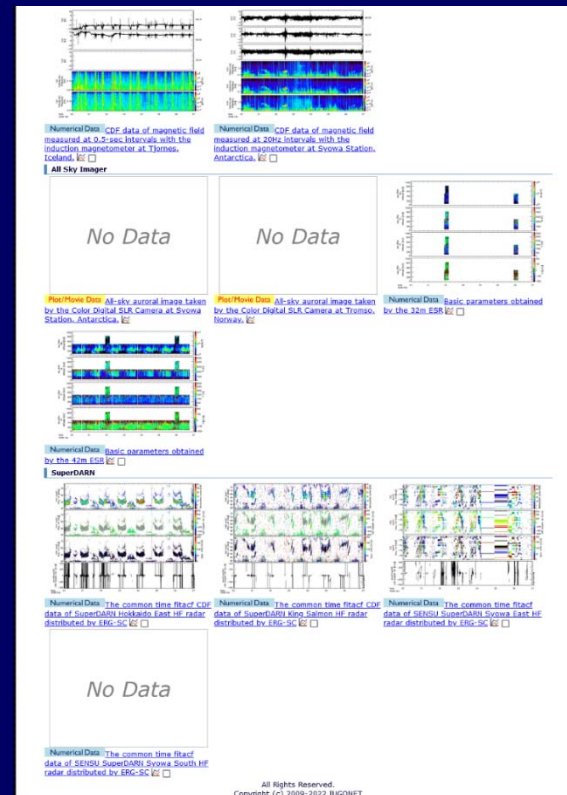 Numerical Data CDF data of magnetic field
measured at 0.5-sec intervals with the
induction magnetometer at Tjornes,
Iceland.
Numerical Data CDF data of magnetic field
measured at 20Hz intervals with the
induction magnetometer at Syowa Station,
Antarctica.
All Sky Imager
No Data
No Data
Plot/Movie Data All-sky auroral image taken
by the Color Digital SLR Camera at Syowa
Station, Antarctica.
Plot/Movie Data All-sky auroral image taken
by the Color Digital SLR Camera at Tromso,
Norway.
Numerical Data Basic parameters obtained
by the 32m ESR
Numerical Data Basic parameters obtained
by the 42m ESR
SuperDARN
Numerical Data The common time fitacf CDF
data of SuperDARN Hokkaido East HF radar
distributed by ERG-SC
Numerical Data The common time fitacf CDF
data of SuperDARN King Salmon HF radar
distributed by ERG-SC
Numerical Data The common time fitacf
data of SENSU SuperDARN Syowa East HF
radar distributed by ERG-SC
No Data
Numerical Data The common time fitacf
data of SENSU SuperDARN Syowa South HF
radar distributed by ERG-SC
All Rights Reserved.
Copyright (c) 2009-2022 IUGONET